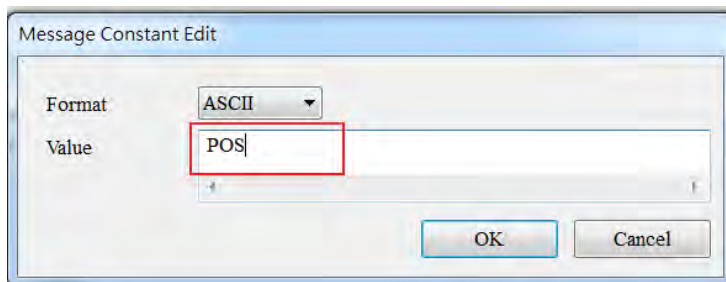 Message Constant Edit
Format ASCII
Value POS
OK Cancel